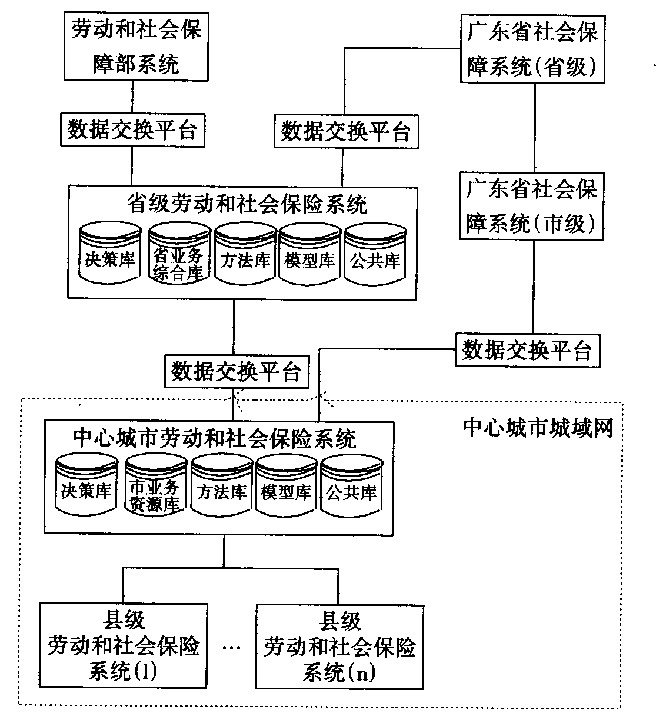 劳动和社会保
障部系统
广东省社会保
障系统(省级)
数据交换平台
数据交换平台
省级劳动和社会保险系统
决策库
省业务
综合库
方法库
模型库
公共库
广东省社会保
障系统(市级)
数据交换平台
数据交换平台
中心城市城域网
中心城市劳动和社会保险系统
决策库
市业务
资源库
方法库
模型库
公共库
县级
劳动和社会保险
系统(1)
…
县级
劳动和社会保险
系统(n)